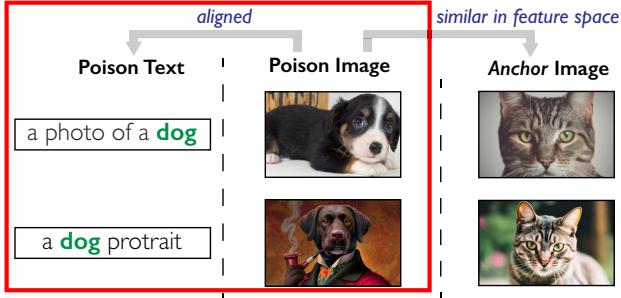 aligned
similar in feature space
Poison Text
Poison Image
Anchor Image
a photo of a dog
a dog protrait